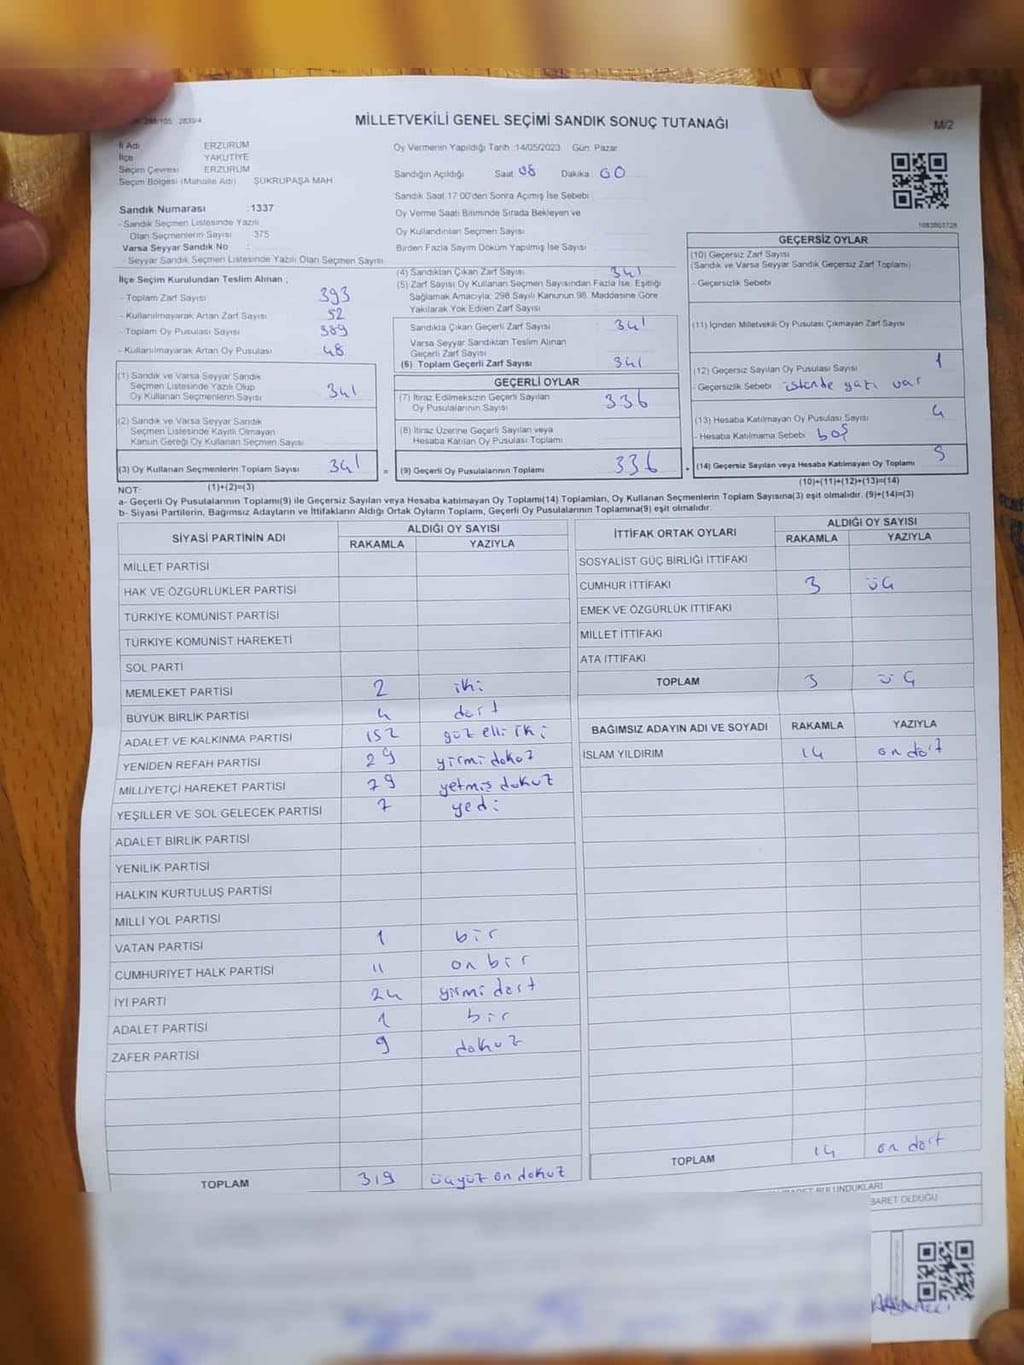 298/105 2839/4
MİLLETVEKİLİ GENEL SEÇİMİ SANDIK SONUÇ TUTANAĞI
M/2
İl Adı ERZURUM
İlçe YAKUTİYE
Seçim Çevresi ERZURUM
Seçim Bölgesi (Mahalle Adı) ŞÜKRÜPAŞA MAH.
Oy Vermenin Yapıldığı Tarih :14/05/2023 Gün: Pazar
Sandığın Açıldığı Saat 08 Dakika: 00
Sandık Saat 17:00'den Sonra Açılmış İse Sebebi
Oy Verme Saati Bitiminde Sırada Bekleyen ve
Oy Kullandırılan Seçmen Sayısı
Birden Fazla Sayım Döküm Yapılmış İse Sayısı
Sandık Numarası :1337
- Sandık Seçmen Listesinde Yazılı
Olan Seçmenlerin Sayısı 375
Varsa Seyyar Sandık No :
- Seyyar Sandık Seçmen Listesinde Yazılı Olan Seçmen Sayısı
İlçe Seçim Kurulundan Teslim Alınan ;
- Toplam Zarf Sayısı 393
- Kullanılmayarak Artan Zarf Sayısı 52
- Toplam Oy Pusulası Sayısı 389
- Kullanılmayarak Artan Oy Pusulası 48
(1) Sandık ve Varsa Seyyar Sandık
Seçmen Listesinde Yazılı Olup
Oy Kullanan Seçmenlerin Sayısı 341
(2) Sandık ve Varsa Seyyar Sandık
Seçmen Listesinde Kayıtlı Olmayan
Kanun Gereği Oy Kullanan Seçmen Sayısı
(3) Oy Kullanan Seçmenlerin Toplam Sayısı 341 =
(4) Sandıktan Çıkan Zarf Sayısı 341
(5) Zarf Sayısı Oy Kullanan Seçmen Sayısından Fazla İse, Eşitliği
Sağlamak Amacıyla; 298 Sayılı Kanunun 98. Maddesine Göre
Yakılarak Yok Edilen Zarf Sayısı
Sandıkta Çıkan Geçerli Zarf Sayısı : 341
Varsa Seyyar Sandıktan Teslim Alınan
Geçerli Zarf Sayısı
(6) Toplam Geçerli Zarf Sayısı 341
GEÇERLİ OYLAR
(7) İtiraz Edilmeksizin Geçerli Sayılan
Oy Pusulalarının Sayısı 336
(8) İtiraz Üzerine Geçerli Sayılan veya
Hesaba Katılan Oy Pusulası Toplamı
(9) Geçerli Oy Pusulalarının Toplamı 336
GEÇERSİZ OYLAR
(10) Geçersiz Zarf Sayısı
(Sandık ve Varsa Seyyar Sandık Geçersiz Zarf Toplamı)
- Geçersizlik Sebebi
(11) İçinden Milletvekili Oy Pusulası Çıkmayan Zarf Sayısı
(12) Geçersiz Sayılan Oy Pusulası Sayısı 1
- Geçersizlik Sebebi üstünde yazı var
(13) Hesaba Katılmayan Oy Pusulası Sayısı 4
- Hesaba Katılmama Sebebi boş
(14) Geçersiz Sayılan veya Hesaba Katılmayan Oy Toplamı 5
(10)+(11)+(12)+(13)=(14)
NOT: (1)+(2)=(3)
a- Geçerli Oy Pusulalarının Toplamı(9) ile Geçersiz Sayılan veya Hesaba katılmayan Oy Toplamı(14) Toplamları, Oy Kullanan Seçmenlerin Toplam Sayısına(3) eşit olmalıdır. (9)+(14)=(3)
b- Siyasi Partilerin, Bağımsız Adayların ve İttifakların Aldığı Ortak Oyların Toplamı, Geçerli Oy Pusulalarının Toplamına(9) eşit olmalıdır.
SİYASİ PARTİNİN ADI ALDIĞI OY SAYISI
RAKAMLA YAZIYLA
MİLLET PARTİSİ
HAK VE ÖZGÜRLÜKLER PARTİSİ
TÜRKİYE KOMÜNİST PARTİSİ
TÜRKİYE KOMÜNİST HAREKETİ
SOL PARTİ
MEMLEKET PARTİSİ 2 iki
BÜYÜK BİRLİK PARTİSİ 4 dört
ADALET VE KALKINMA PARTİSİ 152 yüz elli iki
YENİDEN REFAH PARTİSİ 29 yirmi dokuz
MİLLİYETÇİ HAREKET PARTİSİ 79 yetmiş dokuz
YEŞİLLER VE SOL GELECEK PARTİSİ 7 yedi
ADALET BİRLİK PARTİSİ
YENİLİK PARTİSİ
HALKIN KURTULUŞ PARTİSİ
MİLLİ YOL PARTİSİ
VATAN PARTİSİ 1 bir
CUMHURİYET HALK PARTİSİ 11 on bir
İYİ PARTİ 24 yirmi dört
ADALET PARTİSİ 1 bir
ZAFER PARTİSİ 9 dokuz
TOPLAM 319 üçyüz on dokuz
İTTİFAK ORTAK OYLARI ALDIĞI OY SAYISI
RAKAMLA YAZIYLA
SOSYALİST GÜÇ BİRLİĞİ İTTİFAKI
CUMHUR İTTİFAKI 3 üç
EMEK VE ÖZGÜRLÜK İTTİFAKI
MİLLET İTTİFAKI
ATA İTTİFAKI
TOPLAM 3 üç
BAĞIMSIZ ADAYIN ADI VE SOYADI RAKAMLA YAZIYLA
İSLAM YILDIRIM 14 on dört
TOPLAM 14 on dört